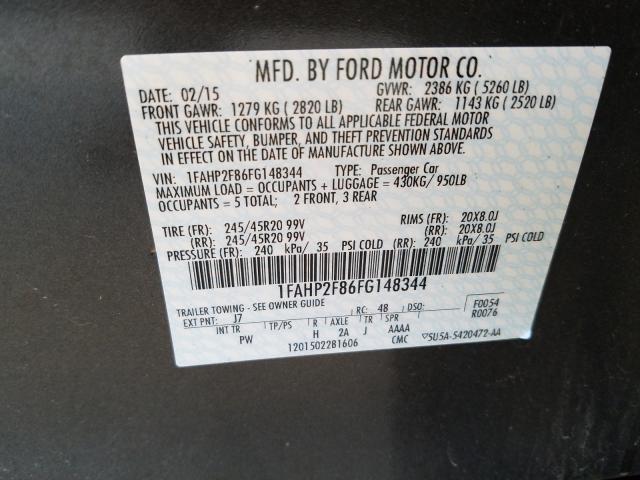 MFD. BY FORD MOTOR CO.
DATE: 02/15 GVWR: 2386 KG ( 5260 LB)
FRONT GAWR: 1279 KG ( 2820 LB) REAR GAWR: 1143 KG ( 2520 LB)
THIS VEHICLE CONFORMS TO ALL APPLICABLE FEDERAL MOTOR
VEHICLE SAFETY, BUMPER, AND THEFT PREVENTION STANDARDS
IN EFFECT ON THE DATE OF MANUFACTURE SHOWN ABOVE.
VIN: 1FAHP2F86FG148344 TYPE: Passenger Car
MAXIMUM LOAD = OCCUPANTS + LUGGAGE = 430KG/ 950LB
OCCUPANTS = 5 TOTAL; 2 FRONT, 3 REAR
TIRE (FR): 245/45R20 99V RIMS (FR): 20X8.0J
(RR): 245/45R20 99V (RR): 20X8.0J
PRESSURE (FR): 240 kPa/ 35 PSI COLD (RR): 240 kPa/ 35 PSI COLD
1FAHP2F86FG148344
TRAILER TOWING - SEE OWNER GUIDE
EXT PNT: J7 RC: 48 DSO: F0054
R0076
INT TR TP/PS R AXLE TR SPR
PW H 2A J AAAA
1201502281606 CMC ▽5U5A-5420472-AA